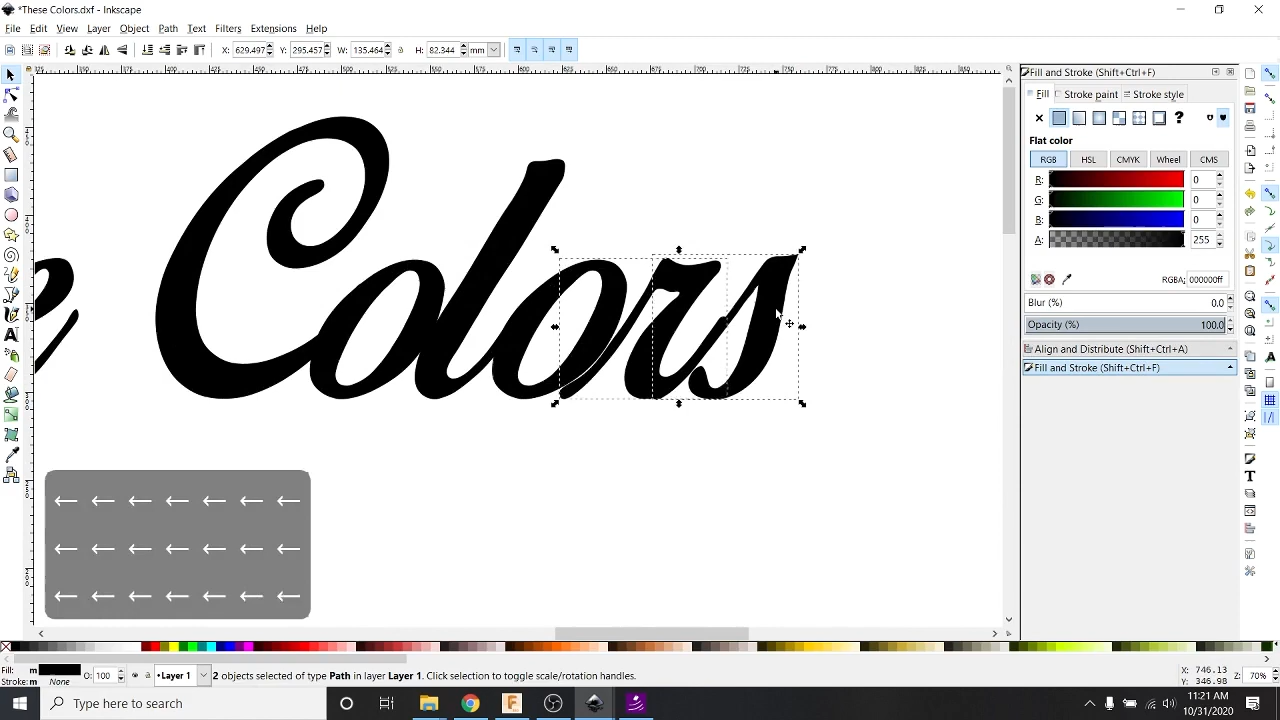 *These Colors.dxf - Inkscape
File Edit View Layer Object Path Text Filters Extensions Help
X: 629.497 Y: 295.457 W: 135.464 H: 82.344 mm
Fill and Stroke (Shift+Ctrl+F)
Fill Stroke paint Stroke style
Flat color
RGB HSL CMYK Wheel CMS
R: 0
G: 0
B: 0
A: 255
RGBA: 000000ff
Blur (%) 0.0
Opacity (%) 100.0
Align and Distribute (Shift+Ctrl+A)
Fill and Stroke (Shift+Ctrl+F)
e Colors
← ← ← ← ← ← ←
← ← ← ← ← ← ←
← ← ← ← ← ← ←
Fill: m O: 100 •Layer 1 2 objects selected of type Path in layer Layer 1. Click selection to toggle scale/rotation handles. X: 746.13 Z: 70%
Stroke: m None Y: 346.98
Type here to search
11:21 AM
10/31/2020